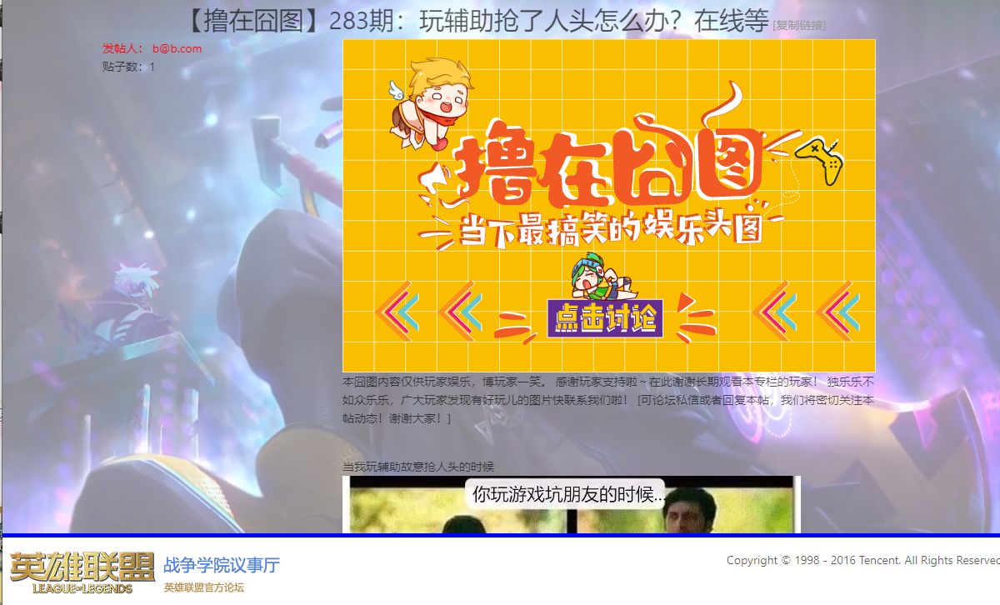 【撸在囧图】283期：玩辅助抢了人头怎么办？在线等 [复制链接]
发帖人： b@b.com
贴子数：1
撸在囧图
当下最搞笑的娱乐头图
点击讨论
本囧图内容仅供玩家娱乐，博玩家一笑。 感谢玩家支持啦～在此谢谢长期观看本专栏的玩家！ 独乐乐不
如众乐乐，广大玩家发现有好玩儿的图片快联系我们啦！ [可论坛私信或者回复本帖，我们将密切关注本
帖动态！谢谢大家！]
当我玩辅助故意抢人头的时候
你玩游戏坑朋友的时候...
英雄联盟
LEAGUE OF LEGENDS
战争学院议事厅
英雄联盟官方论坛
Copyright © 1998 - 2016 Tencent. All Rights Reserved